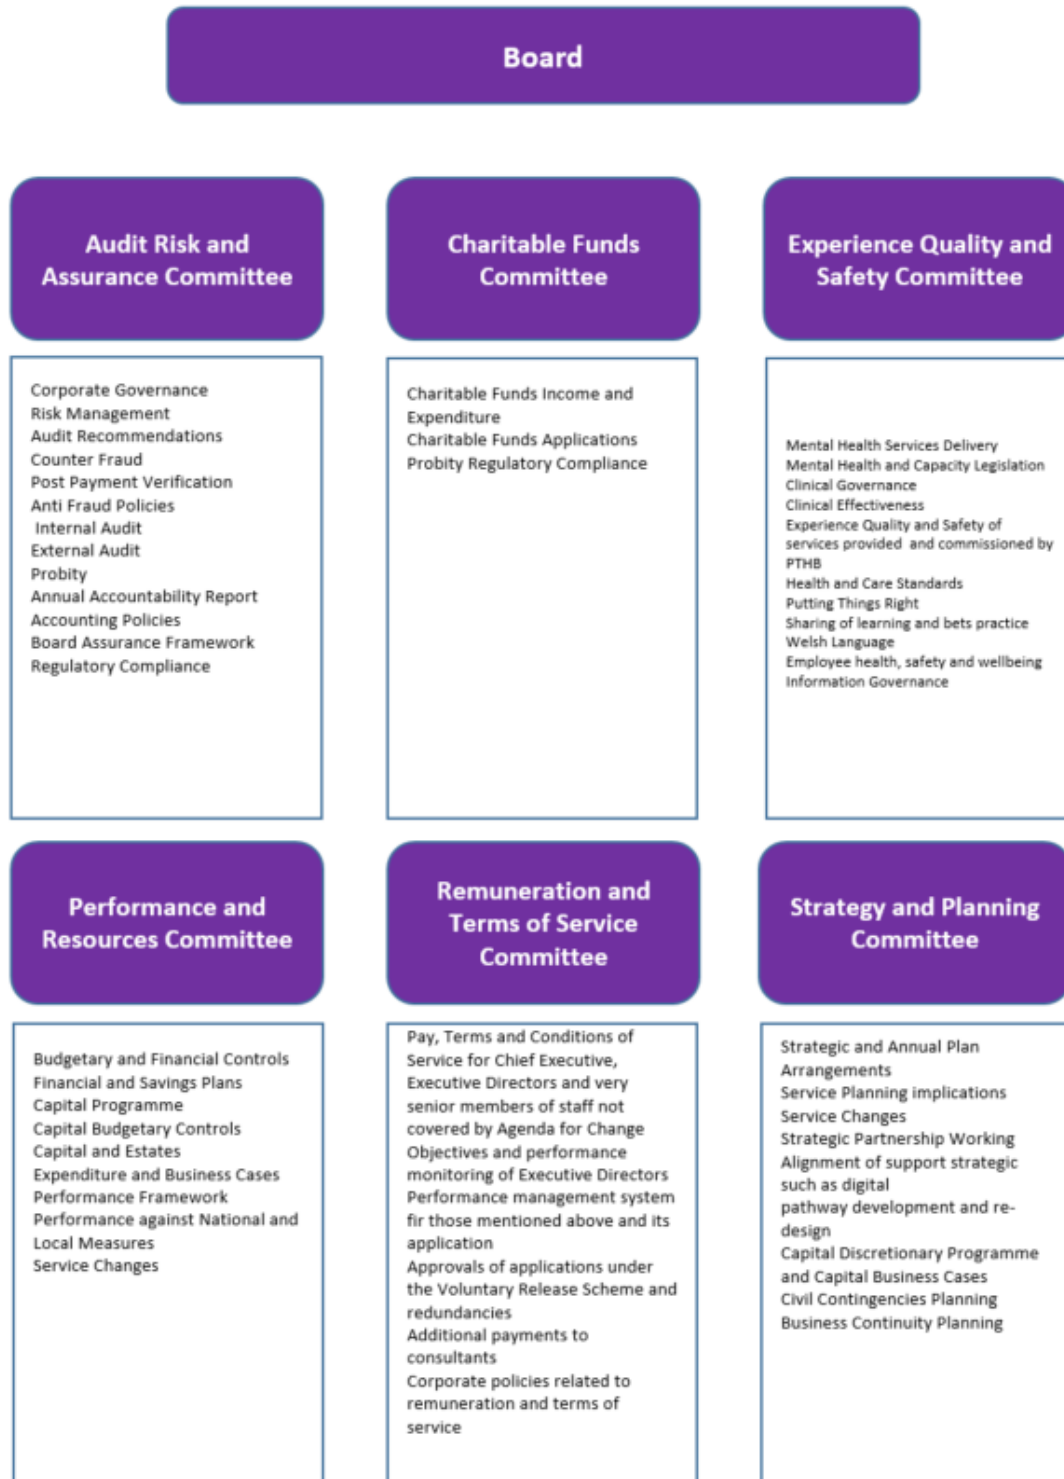 Board
Audit Risk and
Assurance Committee
Charitable Funds
Committee
Experience Quality and
Safety Committee
Corporate Governance
Risk Management
Audit Recommendations
Counter Fraud
Post Payment Verification
Anti Fraud Policies
Internal Audit
External Audit
Probity
Annual Accountability Report
Accounting Policies
Board Assurance Framework
Regulatory Compliance
Charitable Funds Income and
Expenditure
Charitable Funds Applications
Probity Regulatory Compliance
Mental Health Services Delivery
Mental Health and Capacity Legislation
Clinical Governance
Clinical Effectiveness
Experience Quality and Safety of
services provided and commissioned by
PTHB
Health and Care Standards
Putting Things Right
Sharing of learning and bets practice
Welsh Language
Employee health, safety and wellbeing
Information Governance
Performance and
Resources Committee
Remuneration and
Terms of Service
Committee
Strategy and Planning
Committee
Budgetary and Financial Controls
Financial and Savings Plans
Capital Programme
Capital Budgetary Controls
Capital and Estates
Expenditure and Business Cases
Performance Framework
Performance against National and
Local Measures
Service Changes
Pay, Terms and Conditions of
Service for Chief Executive,
Executive Directors and very
senior members of staff not
covered by Agenda for Change
Objectives and performance
monitoring of Executive Directors
Performance management system
fir those mentioned above and its
application
Approvals of applications under
the Voluntary Release Scheme and
redundancies
Additional payments to
consultants
Corporate policies related to
remuneration and terms of
service
Strategic and Annual Plan
Arrangements
Service Planning implications
Service Changes
Strategic Partnership Working
Alignment of support strategic
such as digital
pathway development and re-
design
Capital Discretionary Programme
and Capital Business Cases
Civil Contingencies Planning
Business Continuity Planning